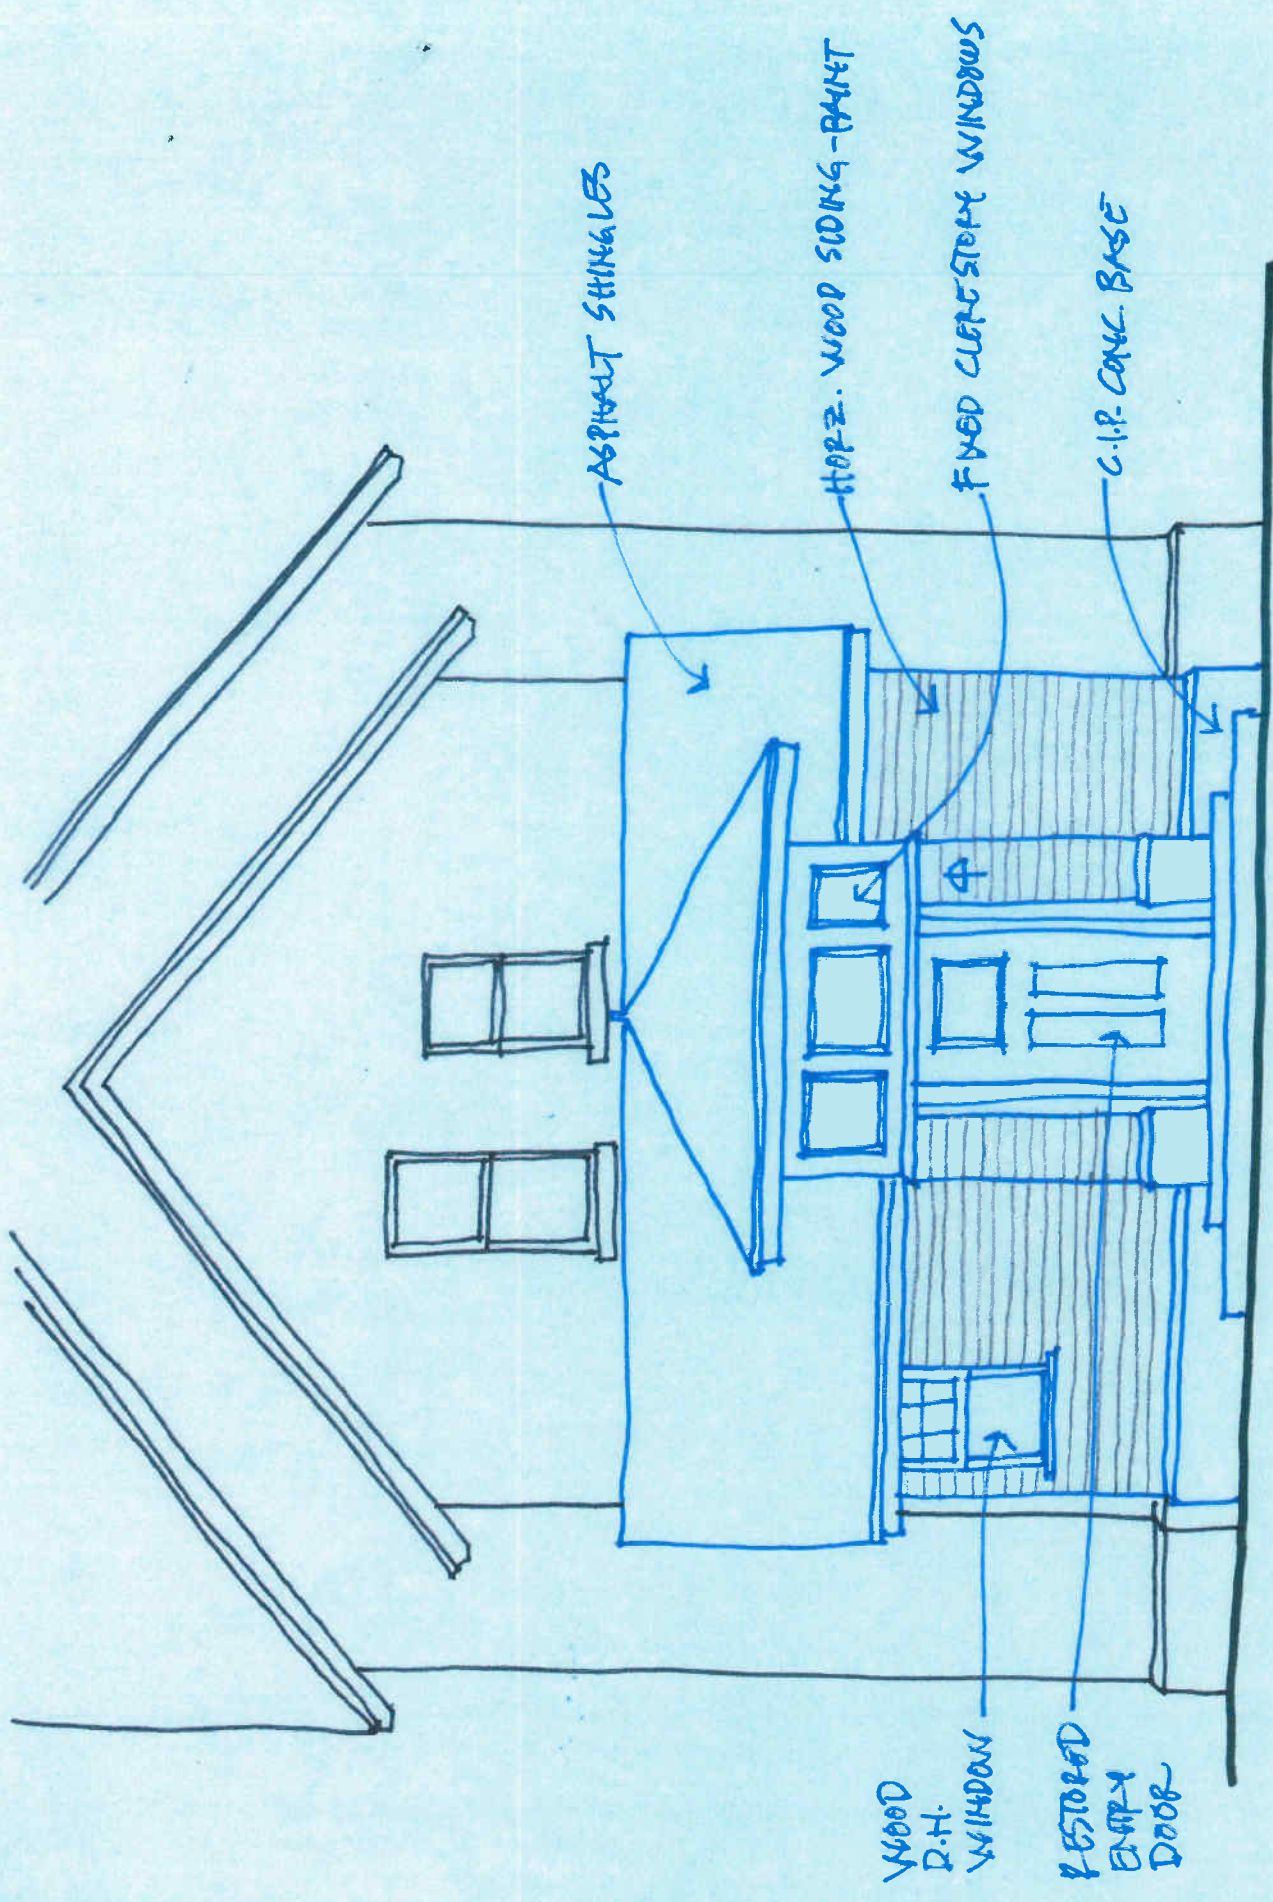 ASPHALT SHINGLES
HORZ. WOOD SIDING-PAINT
FIXED CLERESTORY WINDOWS
C.I.P. CONC. BASE
WOOD
D.H.
WINDOW
RESTORED
ENTRY
DOOR